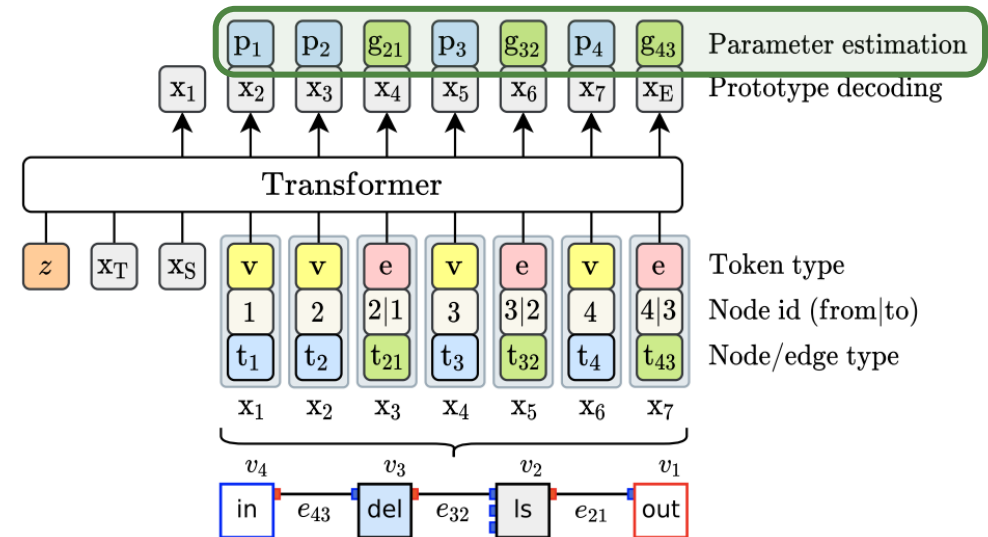 p₁ p₂ g₂₁ p₃ g₃₂ p₄ g₄₃ Parameter estimation
x₁ x₂ x₃ x₄ x₅ x₆ x₇ x_E Prototype decoding
Transformer
z x_T x_S v v e v e v e Token type
1 2 2|1 3 3|2 4 4|3 Node id (from|to)
t₁ t₂ t₂₁ t₃ t₃₂ t₄ t₄₃ Node/edge type
x₁ x₂ x₃ x₄ x₅ x₆ x₇
v₄ v₃ v₂ v₁
in e₄₃ del e₃₂ ls e₂₁ out